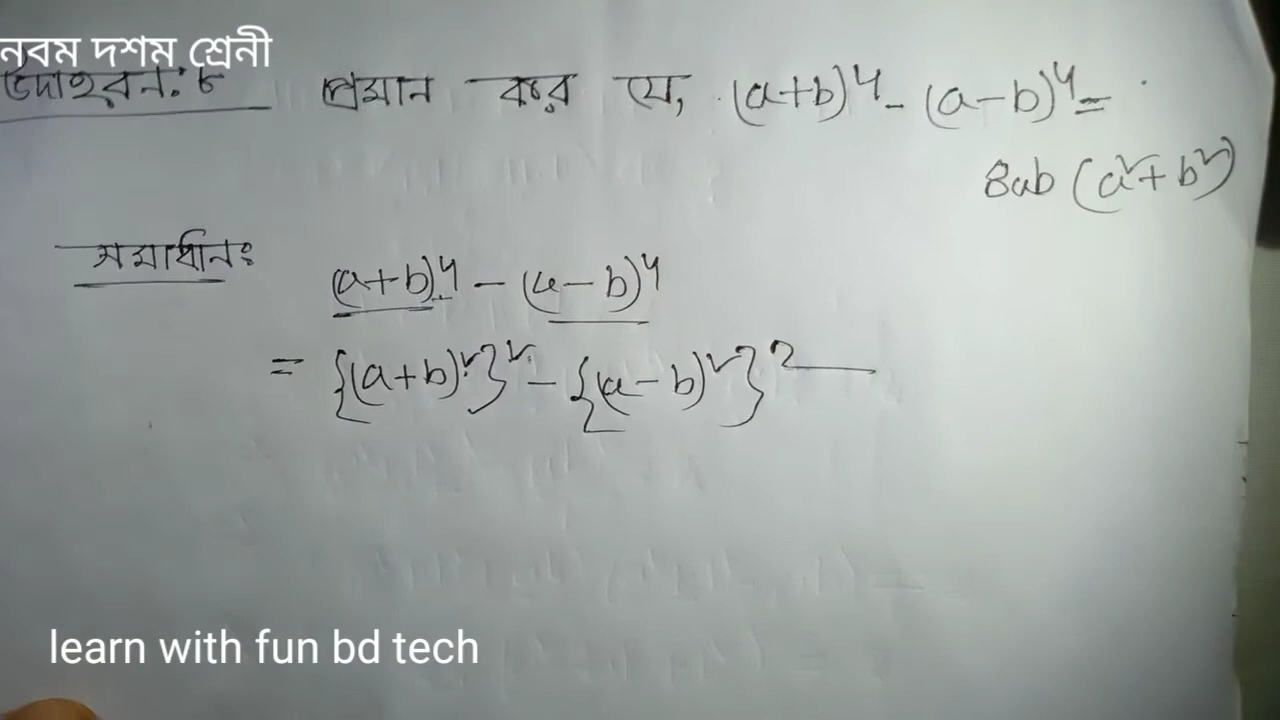 নবম দশম শ্রেনী
উদাহরন: ৮ প্রমান কর যে, (a+b)⁴ - (a-b)⁴ =
8ab (a²+b²)
সমাধান:
(a+b)⁴ - (a-b)⁴
= {(a+b)²}² - {(a-b)²}²
learn with fun bd tech